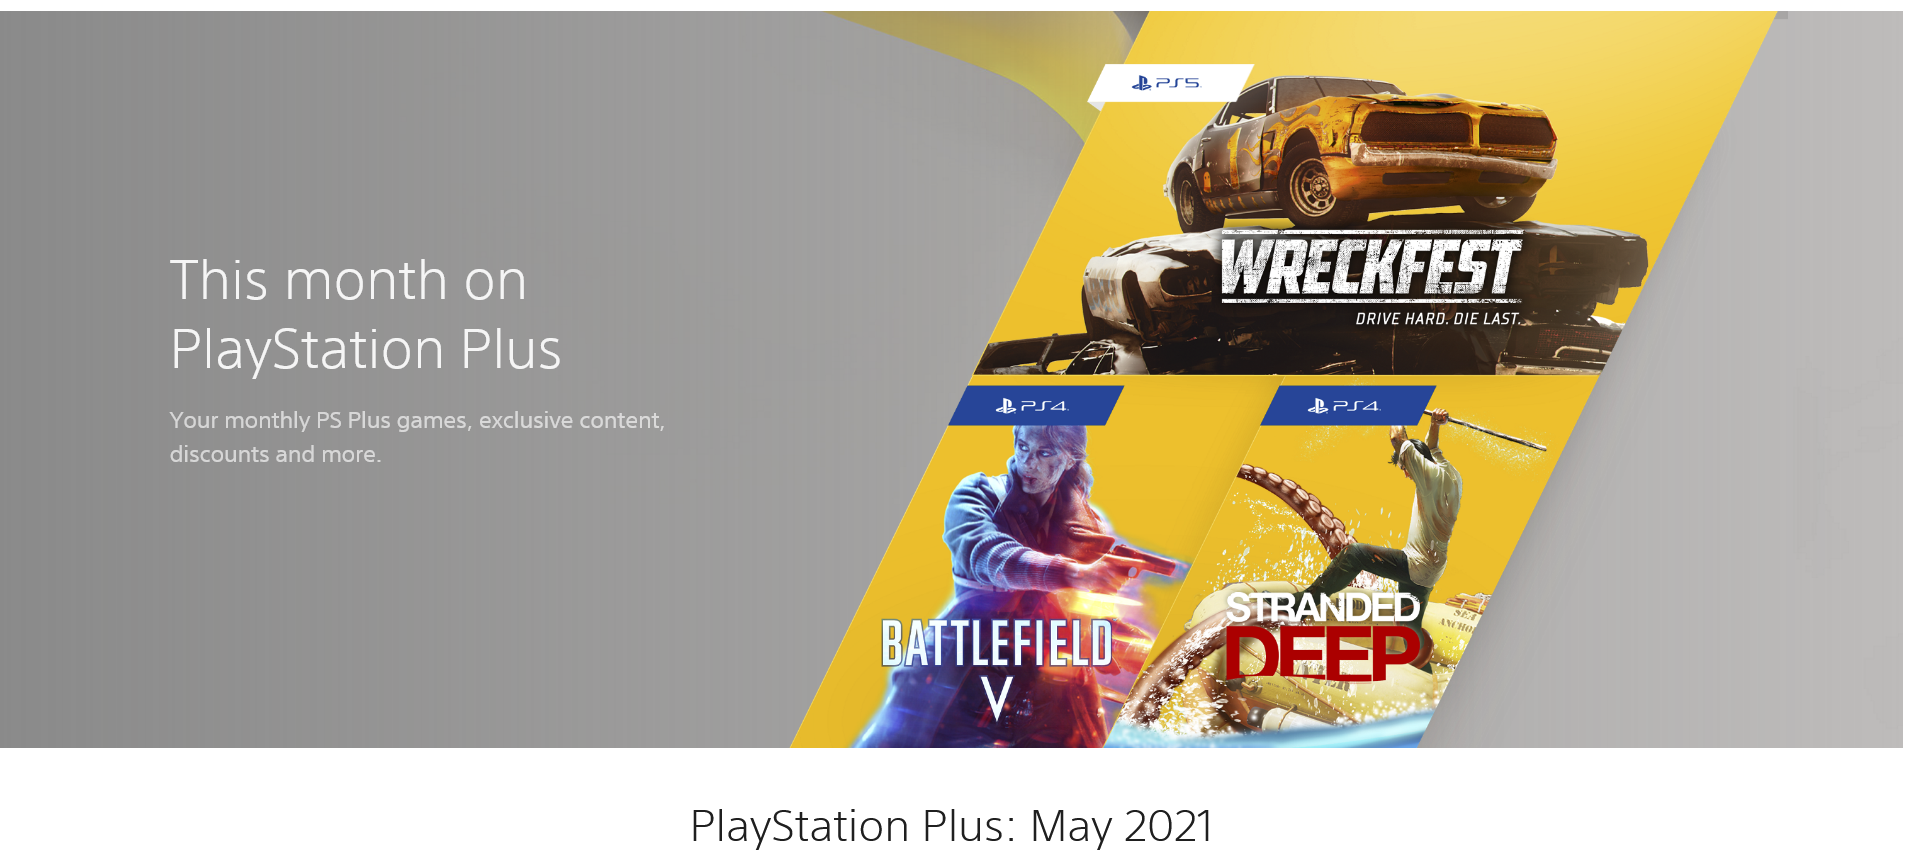 This month on
PlayStation Plus
Your monthly PS Plus games, exclusive content,
discounts and more.
PS5
WRECKFEST
DRIVE HARD. DIE LAST.
PS4
BATTLEFIELD
V
PS4
STRANDED
DEEP
PlayStation Plus: May 2021